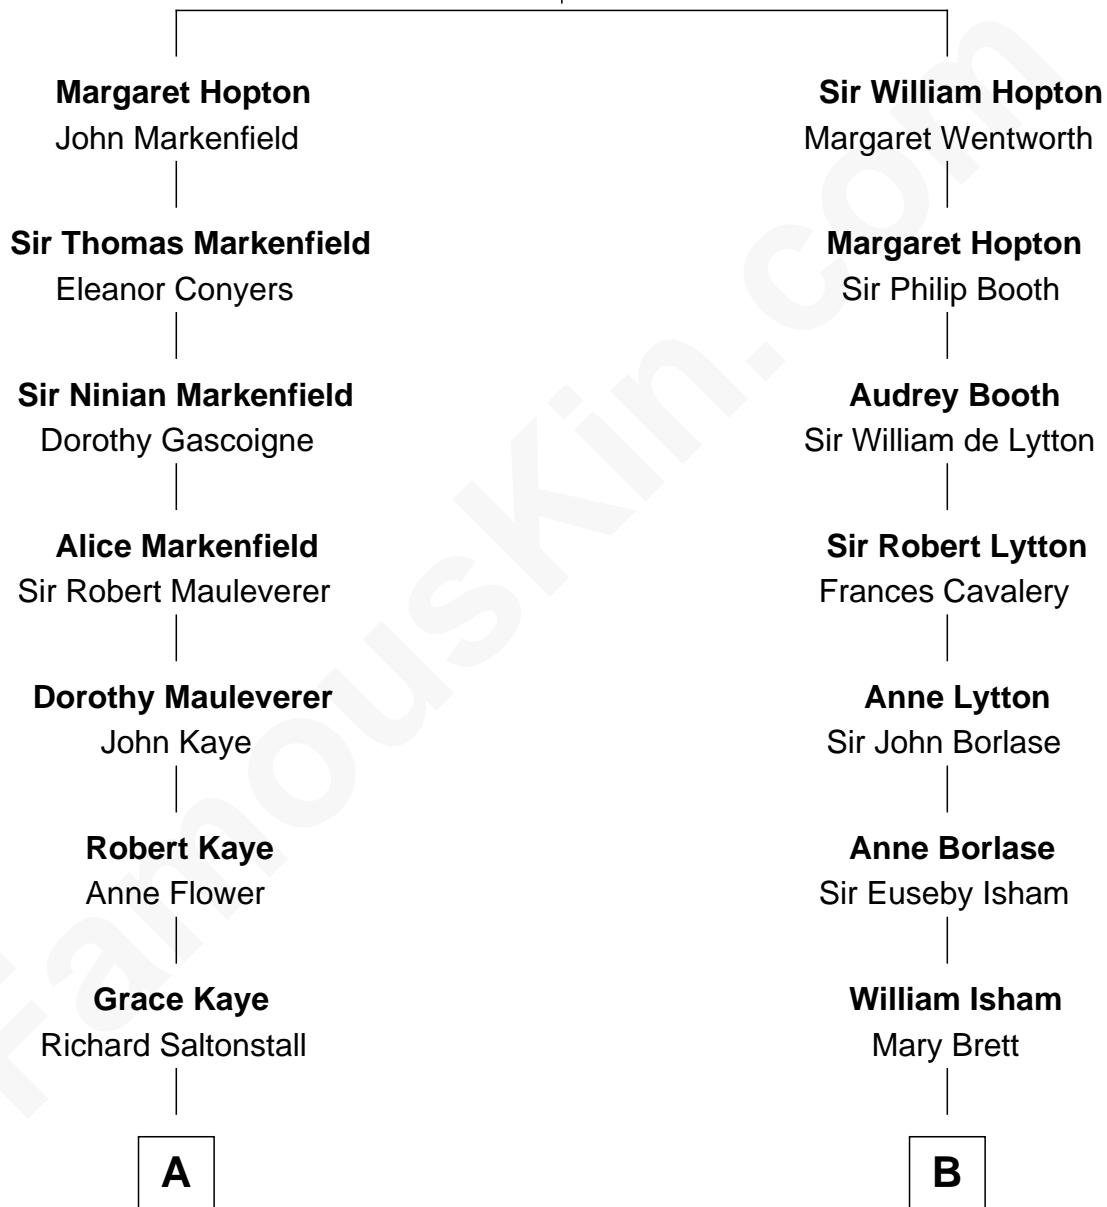 Margaret Hopton
John Markenfield
Sir Thomas Markenfield
Eleanor Conyers
Sir Ninian Markenfield
Dorothy Gascoigne
Alice Markenfield
Sir Robert Mauleverer
Dorothy Mauleverer
John Kaye
Robert Kaye
Anne Flower
Grace Kaye
Richard Saltonstall
A
Sir William Hopton
Margaret Wentworth
Margaret Hopton
Sir Philip Booth
Audrey Booth
Sir William de Lytton
Sir Robert Lytton
Frances Cavalery
Anne Lytton
Sir John Borlase
Anne Borlase
Sir Euseby Isham
William Isham
Mary Brett
B
FamousKin.com